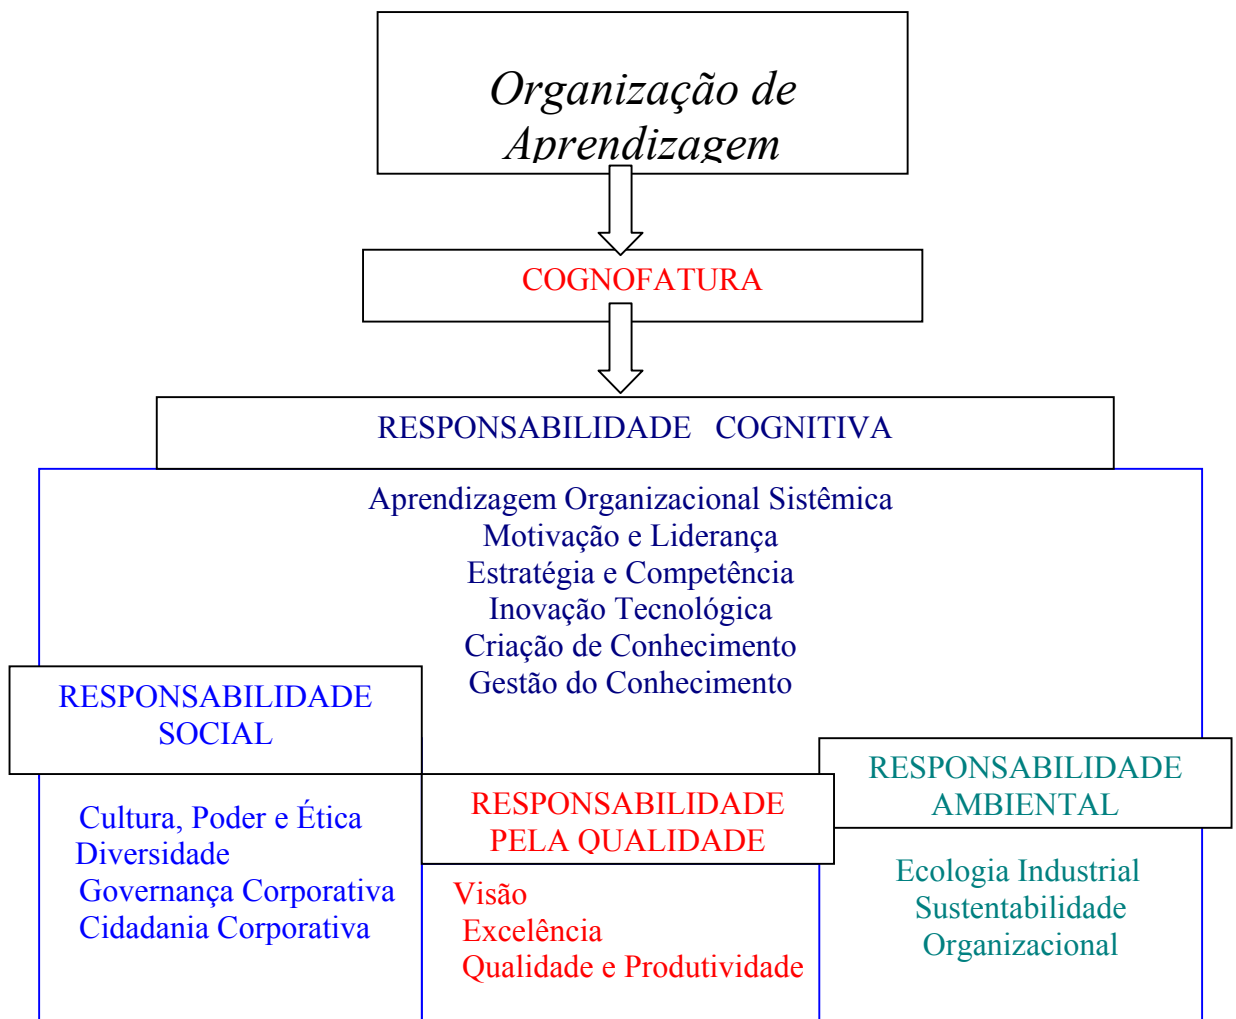 Organização de
Aprendizagem
COGNOFATURA
RESPONSABILIDADE COGNITIVA
Aprendizagem Organizacional Sistêmica
Motivação e Liderança
Estratégia e Competência
Inovação Tecnológica
Criação de Conhecimento
Gestão do Conhecimento
RESPONSABILIDADE
SOCIAL
Cultura, Poder e Ética
Diversidade
Governança Corporativa
Cidadania Corporativa
RESPONSABILIDADE
PELA QUALIDADE
Visão
Excelência
Qualidade e Produtividade
RESPONSABILIDADE
AMBIENTAL
Ecologia Industrial
Sustentabilidade
Organizacional